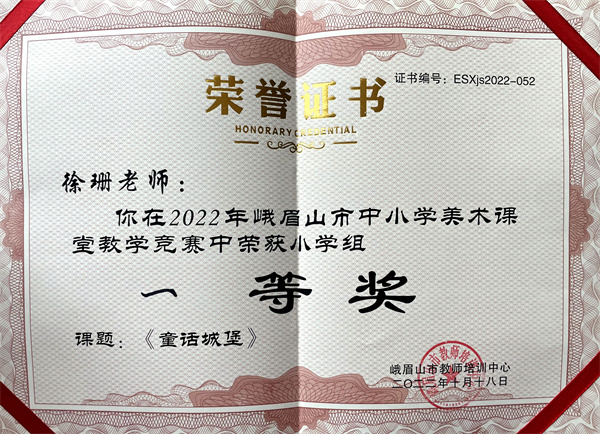 证书编号：ESXjs2022-052
荣誉证书
HONORARY CREDENTIAL
徐珊老师：
你在2022年峨眉山市中小学美术课
堂教学竞赛中荣获小学组
一等奖
课题：《童话城堡》
峨眉山市教师培训中心
二〇二二年十月十八日